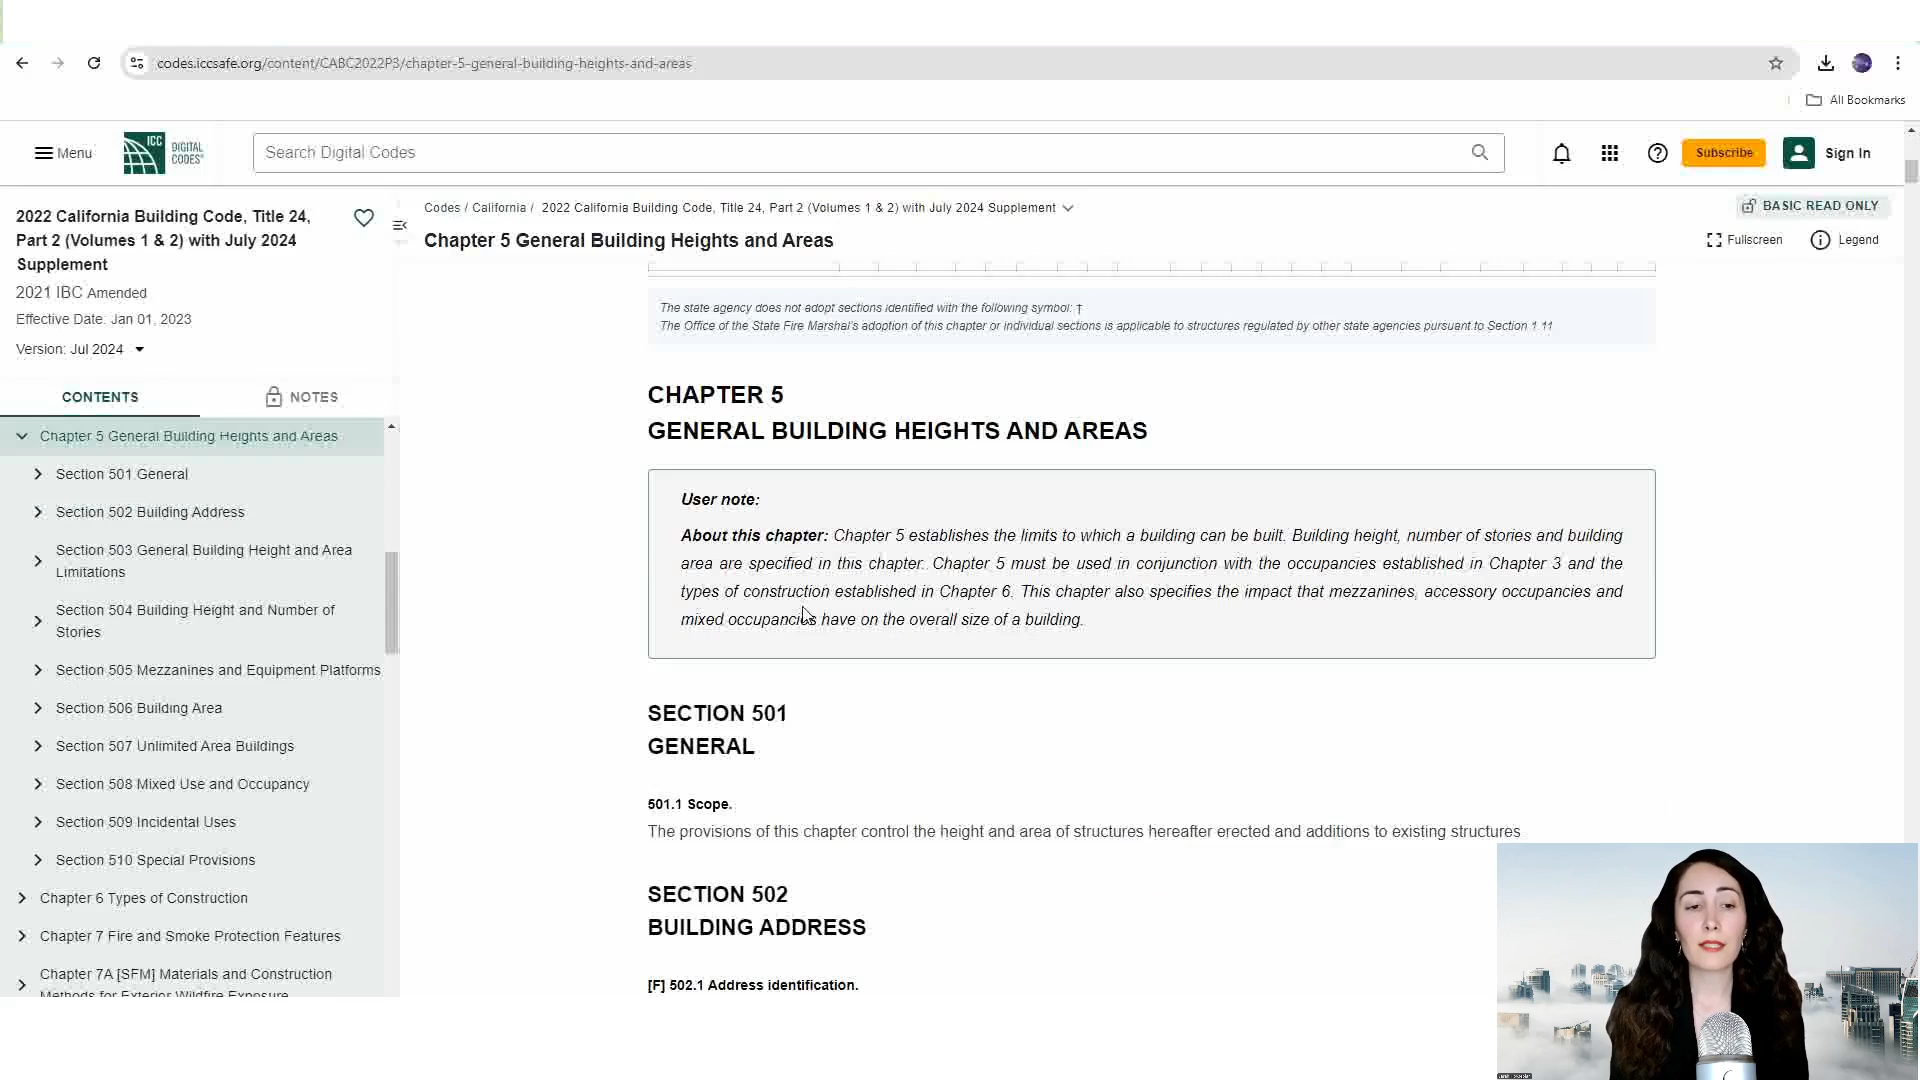 codes.iccsafe.org/content/CABC2022P3/chapter-5-general-building-heights-and-areas
All Bookmarks
Menu
ICC
DIGITAL
CODES
Search Digital Codes
Subscribe
Sign In
2022 California Building Code, Title 24,
Part 2 (Volumes 1 & 2) with July 2024
Supplement
2021 IBC Amended
Effective Date: Jan 01, 2023
Version: Jul 2024
CONTENTS
NOTES
Chapter 5 General Building Heights and Areas
Section 501 General
Section 502 Building Address
Section 503 General Building Height and Area
Limitations
Section 504 Building Height and Number of
Stories
Section 505 Mezzanines and Equipment Platforms
Section 506 Building Area
Section 507 Unlimited Area Buildings
Section 508 Mixed Use and Occupancy
Section 509 Incidental Uses
Section 510 Special Provisions
Chapter 6 Types of Construction
Chapter 7 Fire and Smoke Protection Features
Chapter 7A [SFM] Materials and Construction
Methods for Exterior Wildfire Exposure
Codes / California / 2022 California Building Code, Title 24, Part 2 (Volumes 1 & 2) with July 2024 Supplement
BASIC READ ONLY
Chapter 5 General Building Heights and Areas
Fullscreen
Legend
The state agency does not adopt sections identified with the following symbol: †
The Office of the State Fire Marshal's adoption of this chapter or individual sections is applicable to structures regulated by other state agencies pursuant to Section 1.11
CHAPTER 5
GENERAL BUILDING HEIGHTS AND AREAS
User note:
About this chapter: Chapter 5 establishes the limits to which a building can be built. Building height, number of stories and building
area are specified in this chapter. Chapter 5 must be used in conjunction with the occupancies established in Chapter 3 and the
types of construction established in Chapter 6. This chapter also specifies the impact that mezzanines, accessory occupancies and
mixed occupancies have on the overall size of a building.
SECTION 501
GENERAL
501.1 Scope.
The provisions of this chapter control the height and area of structures hereafter erected and additions to existing structures
SECTION 502
BUILDING ADDRESS
[F] 502.1 Address identification.